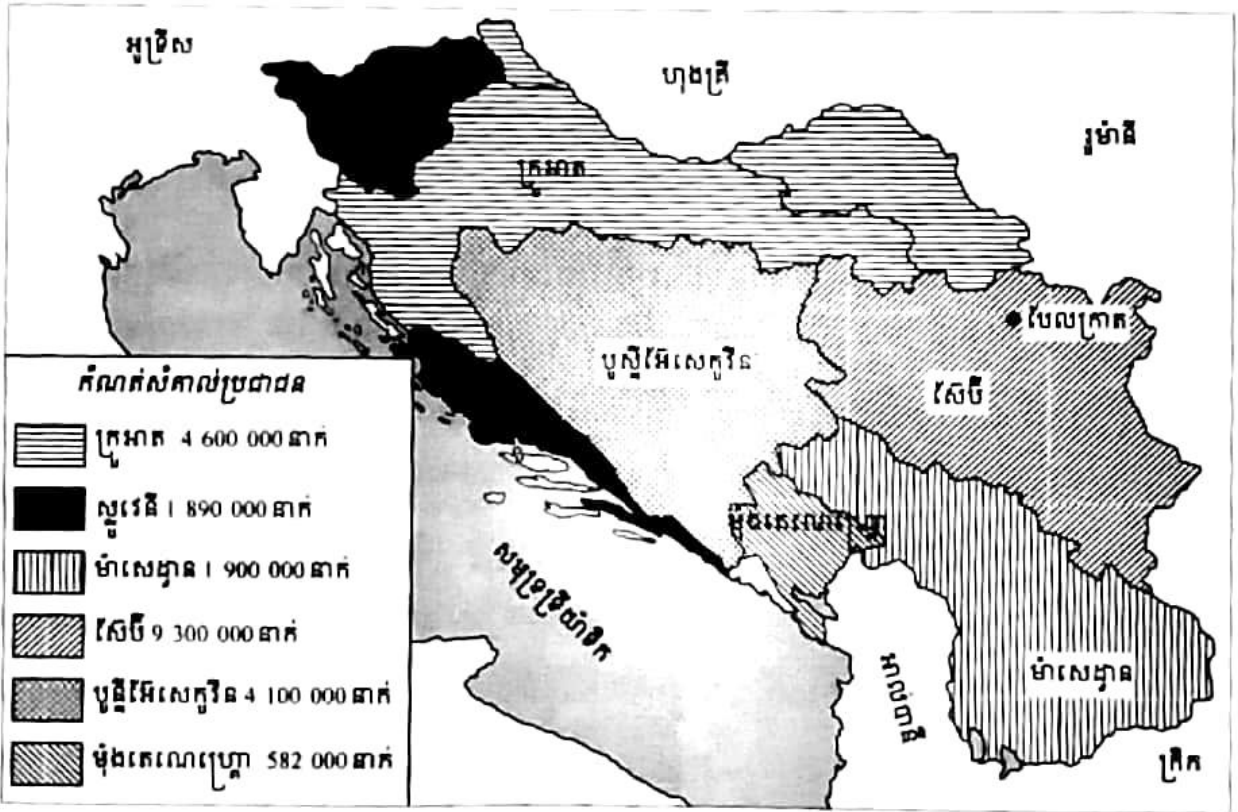 អូទ្រីស
ហុងគ្រី
រូម៉ានី
ក្រូអាត
បែលក្រាត
បូស្នីអ៊ែសេកូវីន
ស៊ែប៊ី
ម៉ុងតេណេហ្គ្រោ
សមុទ្រទ្រីយ៉ាទិក
អាល់បានី
ម៉ាសេដ្វាន
ក្រិក
កំណត់សំគាល់ប្រជាជន
ក្រូអាត 4 600 000 នាក់
ស្លូវេនី 1 890 000 នាក់
ម៉ាសេដ្វាន 1 900 000 នាក់
ស៊ែប៊ី 9 300 000 នាក់
បូន្នីអ៊ែសេកូវីន 4 100 000 នាក់
ម៉ុងតេណេហ្គ្រោ 582 000 នាក់